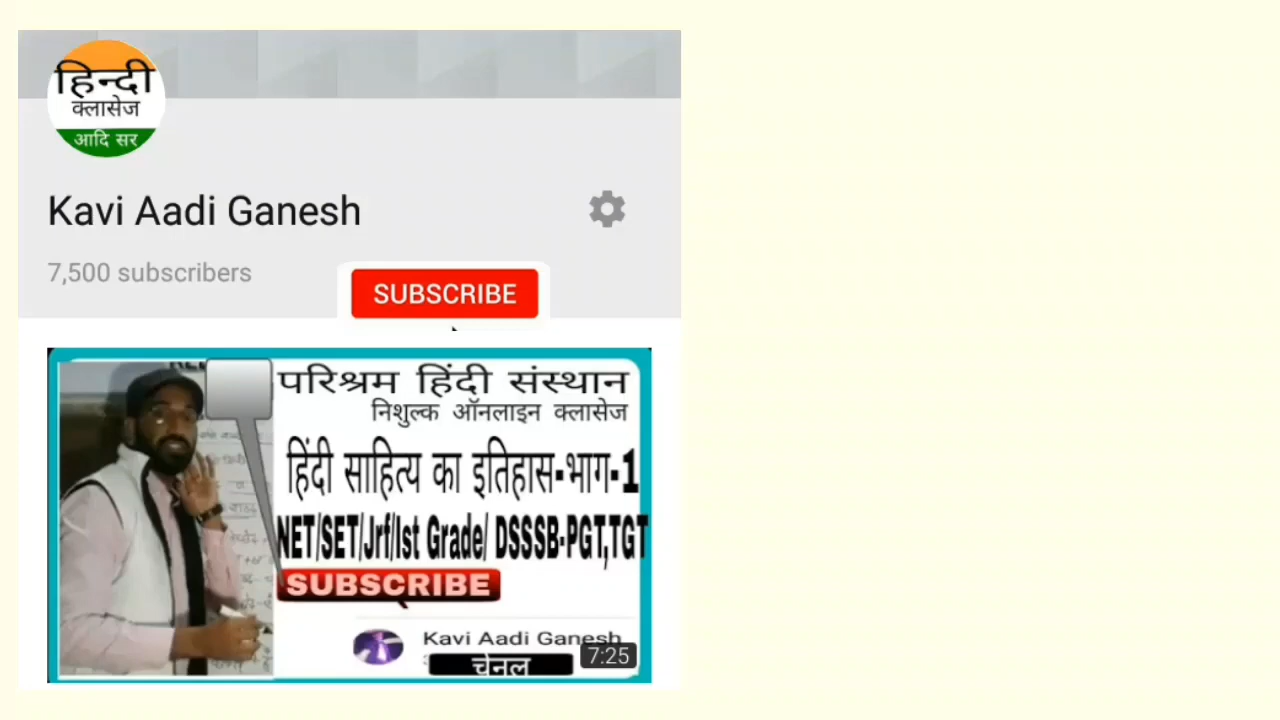 हिन्दी
क्लासेज
आदि सर
Kavi Aadi Ganesh
7,500 subscribers
SUBSCRIBE
परिश्रम हिंदी संस्थान
निशुल्क ऑनलाइन क्लासेज
हिंदी साहित्य का इतिहास-भाग-1
NET/SET/Jrf/Ist Grade/ DSSSB-PGT,TGT
SUBSCRIBE
Kavi Aadi Ganesh
7:25
चेनल